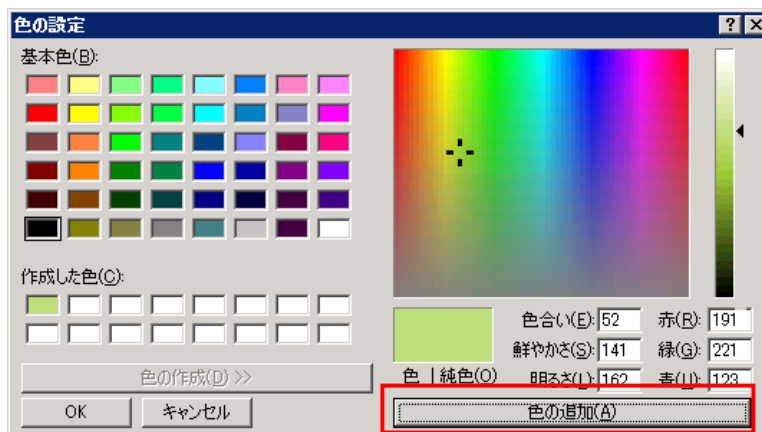 色の設定
基本色(B):
作成した色(C):
色の作成(D) >>
OK
キャンセル
色 | 純色(O)
色合い(E): 52
鮮やかさ(S): 141
明るさ(L): 162
赤(R): 191
緑(G): 221
青(U): 123
色の追加(A)